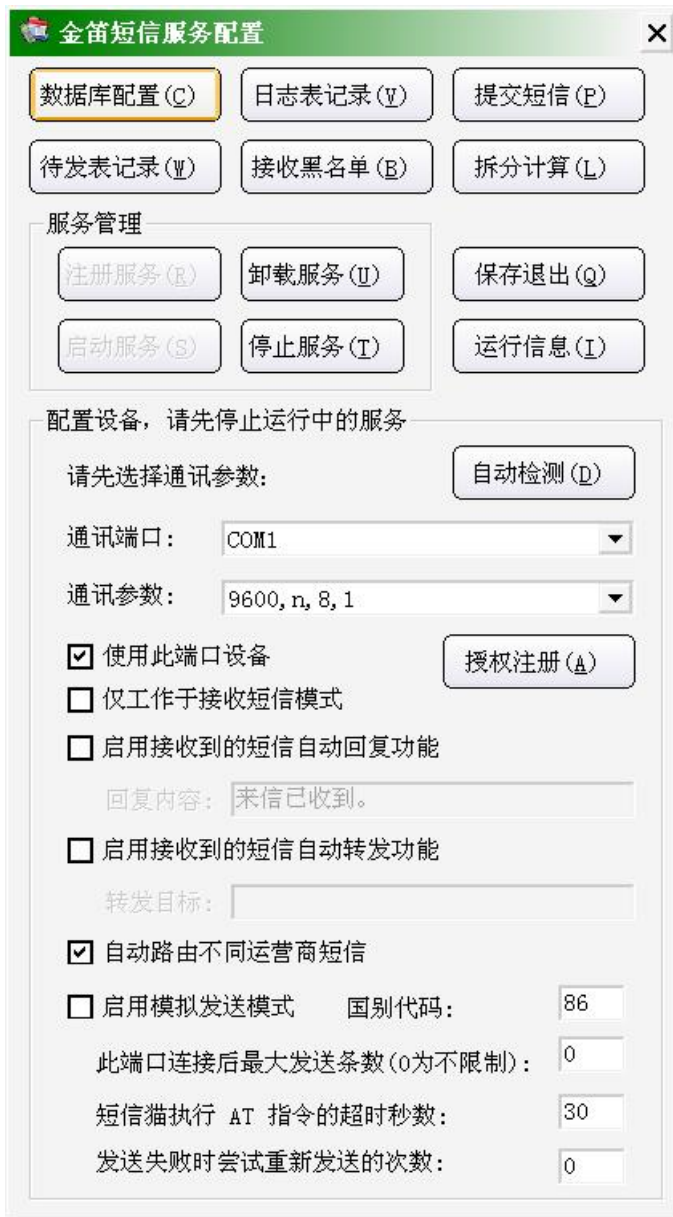 金笛短信服务配置
数据库配置(C) 日志表记录(V) 提交短信(P)
待发表记录(W) 接收黑名单(B) 拆分计算(L)
服务管理
注册服务(R) 卸载服务(U) 保存退出(Q)
启动服务(S) 停止服务(T) 运行信息(I)
配置设备，请先停止运行中的服务
请先选择通讯参数: 自动检测(D)
通讯端口: COM1
通讯参数: 9600,n,8,1
使用此端口设备 授权注册(A)
仅工作于接收短信模式
启用接收到的短信自动回复功能
回复内容: 来信已收到。
启用接收到的短信自动转发功能
转发目标:
自动路由不同运营商短信
启用模拟发送模式 国别代码: 86
此端口连接后最大发送条数(0为不限制): 0
短信猫执行 AT 指令的超时秒数: 30
发送失败时尝试重新发送的次数: 0